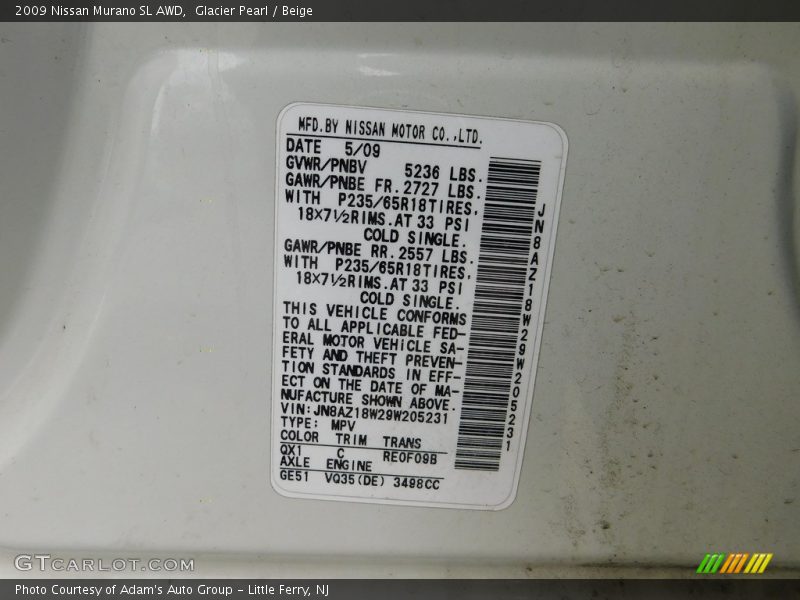 2009 Nissan Murano SL AWD,  Glacier Pearl / Beige
MFD.BY NISSAN MOTOR CO.,LTD.
DATE 5/09
GVWR/PNBV 5236 LBS.
GAWR/PNBE FR.2727 LBS.
WITH P235/65R18TIRES,
18X7½RIMS.AT 33 PSI
COLD SINGLE.
GAWR/PNBE RR.2557 LBS.
WITH P235/65R18TIRES,
18X7½RIMS.AT 33 PSI
COLD SINGLE.
THIS VEHICLE CONFORMS
TO ALL APPLICABLE FED-
ERAL MOTOR VEHICLE SA-
FETY AND THEFT PREVEN-
TION STANDARDS IN EFF-
ECT ON THE DATE OF MA-
NUFACTURE SHOWN ABOVE.
VIN:JN8AZ18W29W205231
TYPE: MPV
COLOR TRIM TRANS
QX1 C RE0F09B
AXLE ENGINE
GE51 VQ35(DE) 3498CC
JN8AZ18W29W205231
GTCARLOT.COM
Photo Courtesy of Adam's Auto Group – Little Ferry, NJ